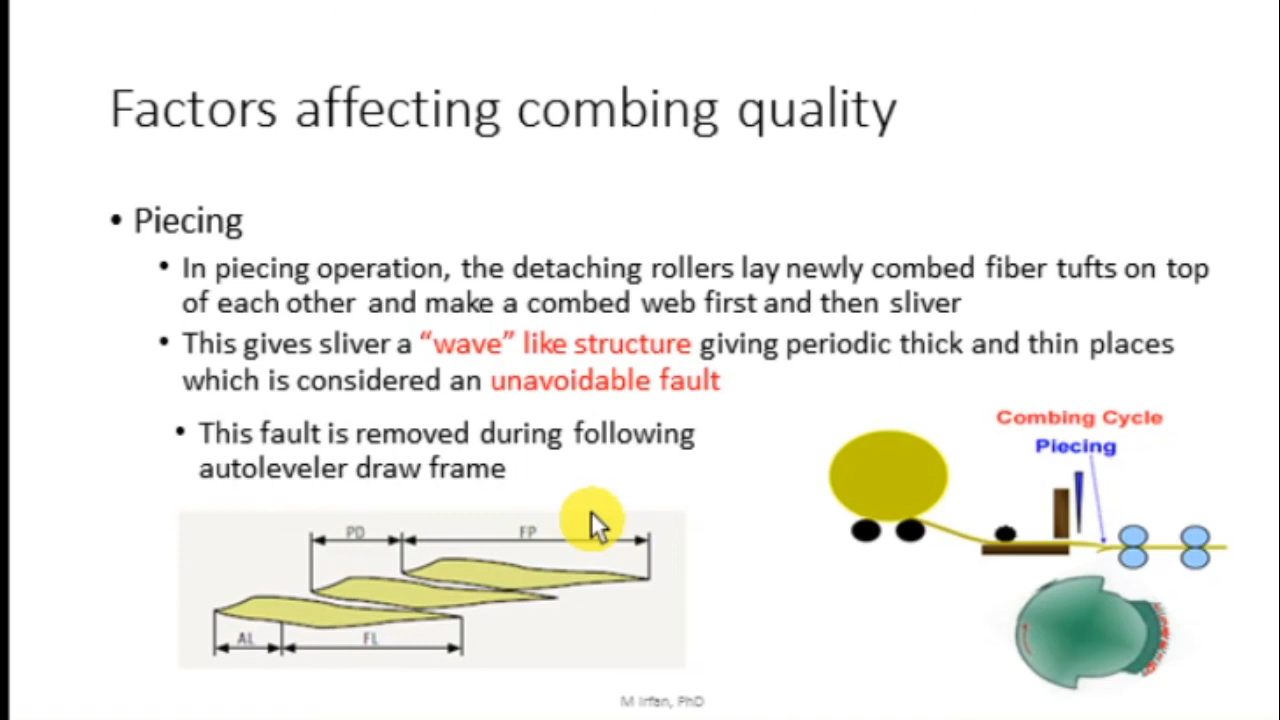 Factors affecting combing quality
• Piecing
• In piecing operation, the detaching rollers lay newly combed fiber tufts on top
of each other and make a combed web first and then sliver
• This gives sliver a “wave” like structure giving periodic thick and thin places
which is considered an unavoidable fault
• This fault is removed during following
autoleveler draw frame
Combing Cycle
Piecing
PD FP
AL FL
M Irfan, PhD